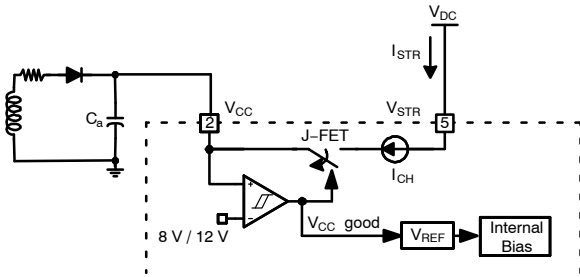 V_DC
I_STR
C_a
V_CC
V_STR
2
5
J–FET
I_CH
+
–
8 V / 12 V
V_CC good
V_REF
Internal
Bias